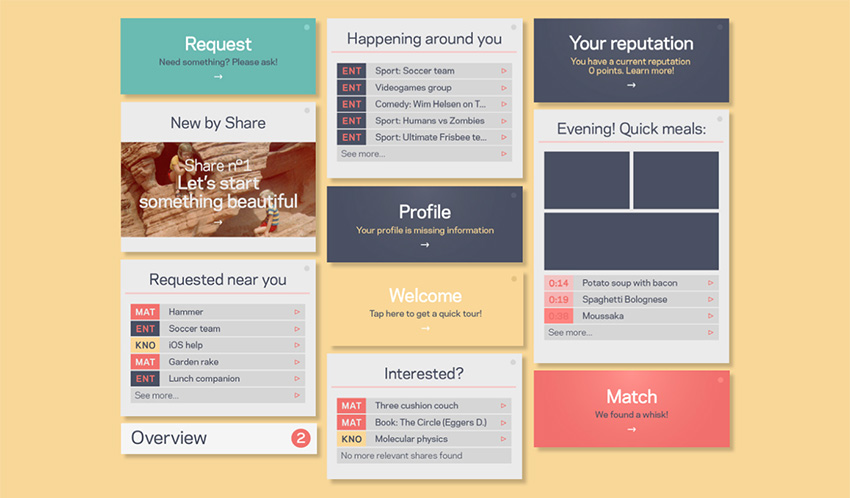 Request
Need something? Please ask!
→
New by Share
Share nº1
Let's start
something beautiful
→
Requested near you
MAT Hammer
ENT Soccer team
KNO iOS help
MAT Garden rake
ENT Lunch companion
See more...
Overview 2
Happening around you
ENT Sport: Soccer team
ENT Videogames group
ENT Comedy: Wim Helsen on T...
ENT Sport: Humans vs Zombies
ENT Sport: Ultimate Frisbee te...
See more...
Profile
Your profile is missing information
→
Welcome
Tap here to get a quick tour!
→
Interested?
MAT Three cushion couch
MAT Book: The Circle (Eggers D.)
KNO Molecular physics
No more relevant shares found
Your reputation
You have a current reputation
0 points. Learn more!
→
Evening! Quick meals:
0:14 Potato soup with bacon
0:19 Spaghetti Bolognese
0:38 Moussaka
See more...
Match
We found a whisk!
→